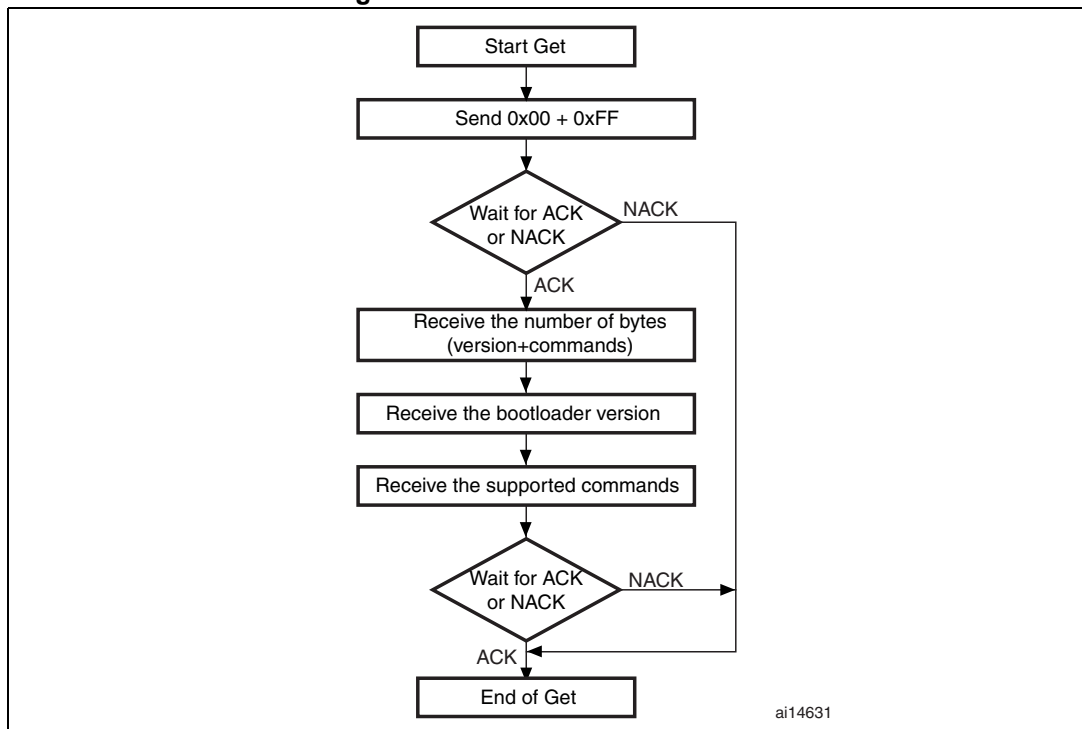 Start Get
Send 0x00 + 0xFF
Wait for ACK
or NACK
NACK
ACK
Receive the number of bytes
(version+commands)
Receive the bootloader version
Receive the supported commands
Wait for ACK
or NACK
NACK
ACK
End of Get
ai14631